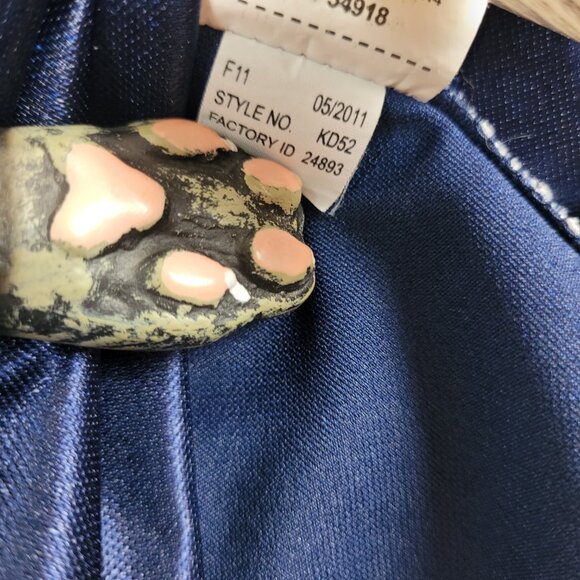 34918
F11 05/2011
STYLE NO. KD52
FACTORY ID 24893